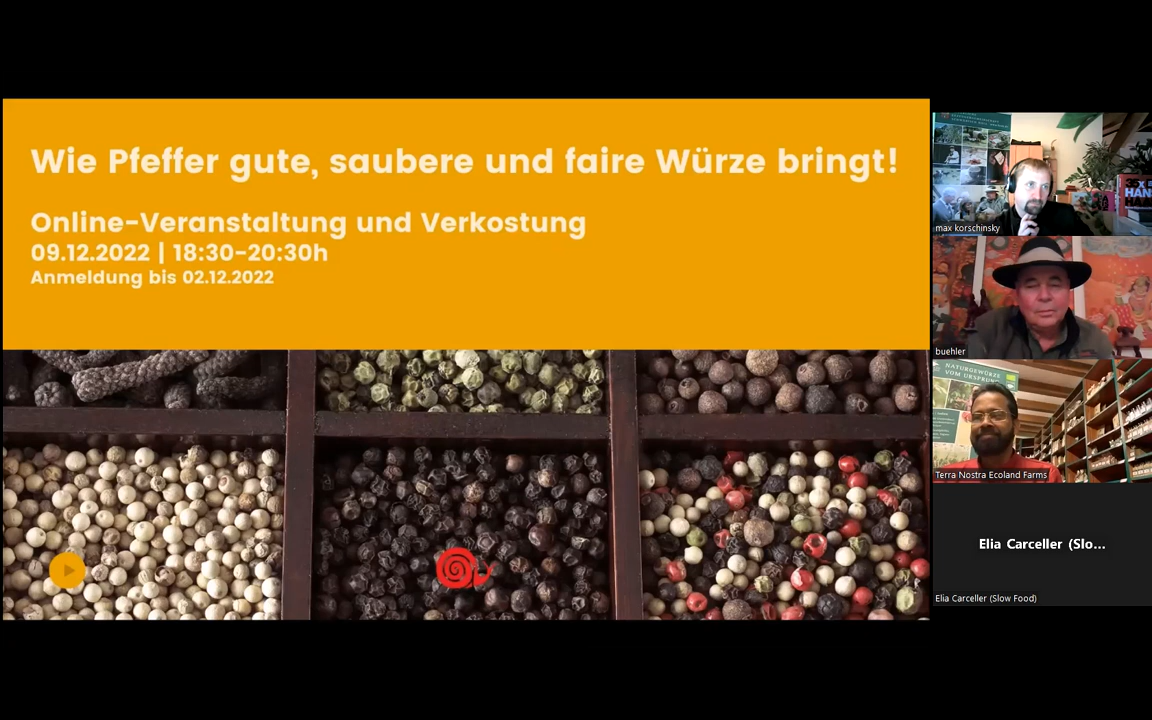 Wie Pfeffer gute, saubere und faire Würze bringt!
Online-Veranstaltung und Verkostung
09.12.2022 | 18:30-20:30h
Anmeldung bis 02.12.2022
max korschinsky
buehler
NATURGEWÜRZE
VOM URSPRUNG
Terra Nostra Ecoland Farms
Elia Carceller (Slo...
Elia Carceller (Slow Food)